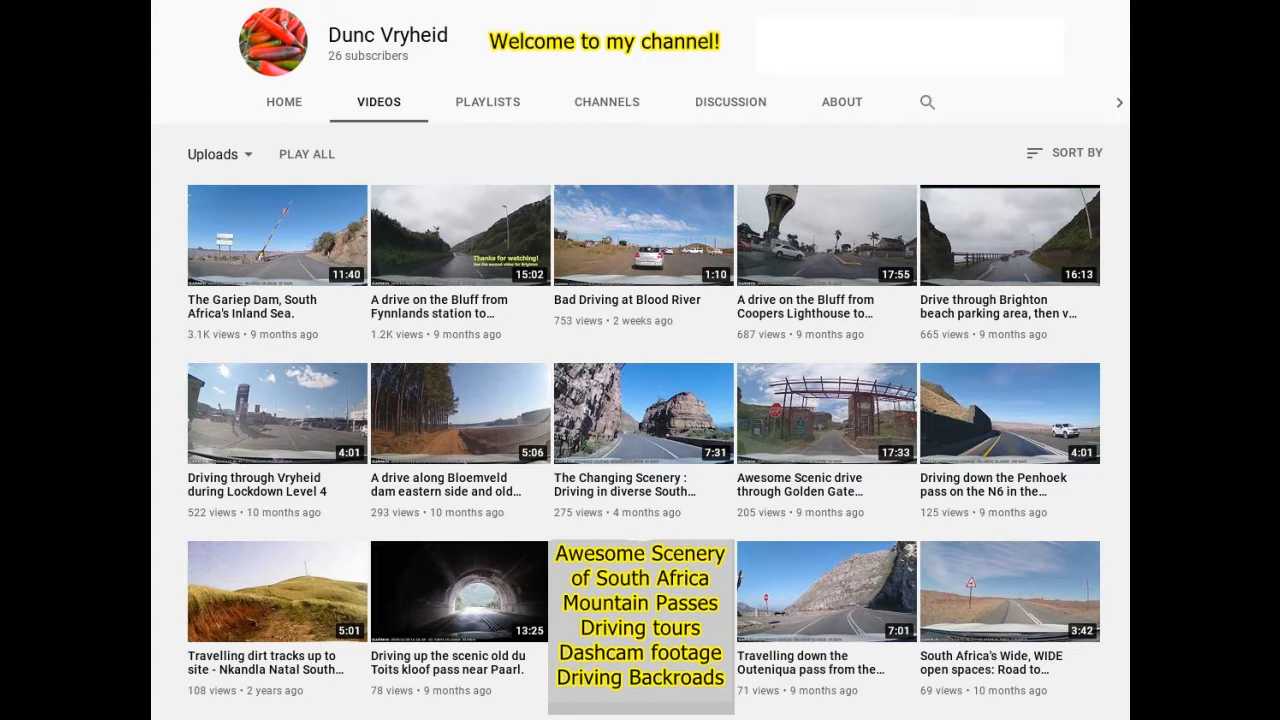 Dunc Vryheid
26 subscribers
Welcome to my channel!
HOME VIDEOS PLAYLISTS CHANNELS DISCUSSION ABOUT
Uploads PLAY ALL SORT BY
11:40
Thanks for watching!
15:02
1:10
17:55
16:13
The Gariep Dam, South
Africa's Inland Sea.
3.1K views • 9 months ago
A drive on the Bluff from
Fynnlands station to…
1.2K views • 9 months ago
Bad Driving at Blood River
753 views • 2 weeks ago
A drive on the Bluff from
Coopers Lighthouse to…
687 views • 9 months ago
Drive through Brighton
beach parking area, then v…
665 views • 9 months ago
4:01
5:06
7:31
17:33
4:01
Driving through Vryheid
during Lockdown Level 4
522 views • 10 months ago
A drive along Bloemveld
dam eastern side and old…
293 views • 10 months ago
The Changing Scenery :
Driving in diverse South…
275 views • 4 months ago
Awesome Scenic drive
through Golden Gate…
205 views • 9 months ago
Driving down the Penhoek
pass on the N6 in the…
125 views • 9 months ago
5:01
13:25
7:01
3:42
Travelling dirt tracks up to
site - Nkandla Natal South…
108 views • 2 years ago
Driving up the scenic old du
Toits kloof pass near Paarl.
78 views • 9 months ago
Awesome Scenery
of South Africa
Mountain Passes
Driving tours
Dashcam footage
Driving Backroads
Travelling down the
Outeniqua pass from the…
71 views • 9 months ago
South Africa's Wide, WIDE
open spaces: Road to…
69 views • 10 months ago